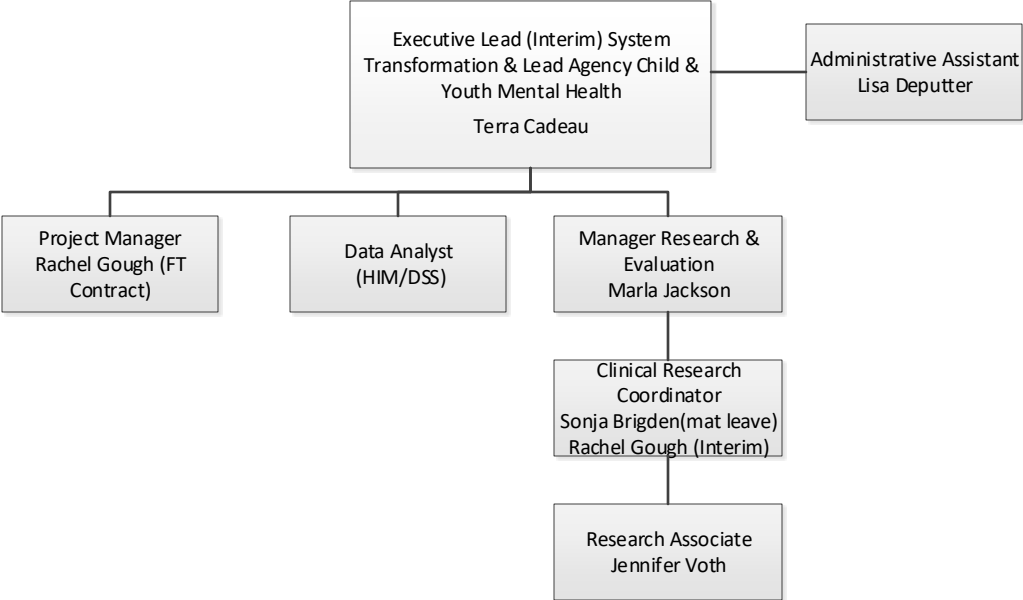 Executive Lead (Interim) System
Transformation & Lead Agency Child &
Youth Mental Health
Terra Cadeau
Administrative Assistant
Lisa Deputter
Project Manager
Rachel Gough (FT
Contract)
Data Analyst
(HIM/DSS)
Manager Research &
Evaluation
Marla Jackson
Clinical Research
Coordinator
Sonja Brigden(mat leave)
Rachel Gough (Interim)
Research Associate
Jennifer Voth